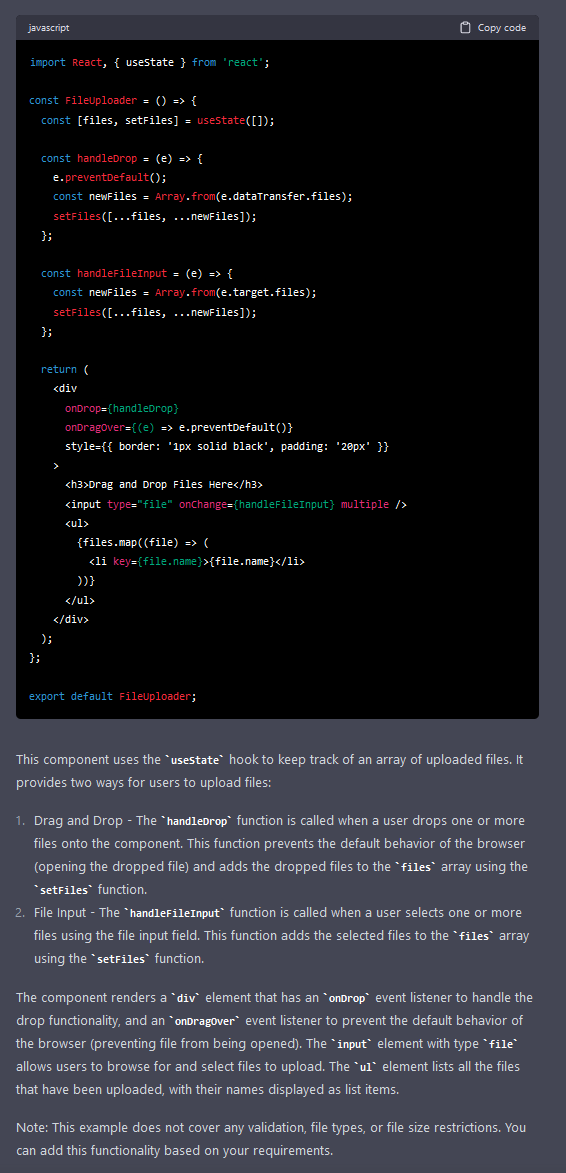 javascript
Copy code
import React, { useState } from 'react';
const FileUploader = () => {
const [files, setFiles] = useState([]);
const handleDrop = (e) => {
e.preventDefault();
const newFiles = Array.from(e.dataTransfer.files);
setFiles([...files, ...newFiles]);
};
const handleFileInput = (e) => {
const newFiles = Array.from(e.target.files);
setFiles([...files, ...newFiles]);
};
return (
<div
onDrop={handleDrop}
onDragOver={(e) => e.preventDefault()}
style={{ border: '1px solid black', padding: '20px' }}
>
<h3>Drag and Drop Files Here</h3>
<input type="file" onChange={handleFileInput} multiple />
<ul>
{files.map((file) => (
<li key={file.name}>{file.name}</li>
))}
</ul>
</div>
);
};
export default FileUploader;
This component uses the `useState` hook to keep track of an array of uploaded files. It
provides two ways for users to upload files:
1. Drag and Drop - The `handleDrop` function is called when a user drops one or more
files onto the component. This function prevents the default behavior of the browser
(opening the dropped file) and adds the dropped files to the `files` array using the
`setFiles` function.
2. File Input - The `handleFileInput` function is called when a user selects one or more
files using the file input field. This function adds the selected files to the `files` array
using the `setFiles` function.
The component renders a `div` element that has an `onDrop` event listener to handle the
drop functionality, and an `onDragOver` event listener to prevent the default behavior of
the browser (preventing file from being opened). The `input` element with type `file`
allows users to browse for and select files to upload. The `ul` element lists all the files
that have been uploaded, with their names displayed as list items.
Note: This example does not cover any validation, file types, or file size restrictions. You
can add this functionality based on your requirements.